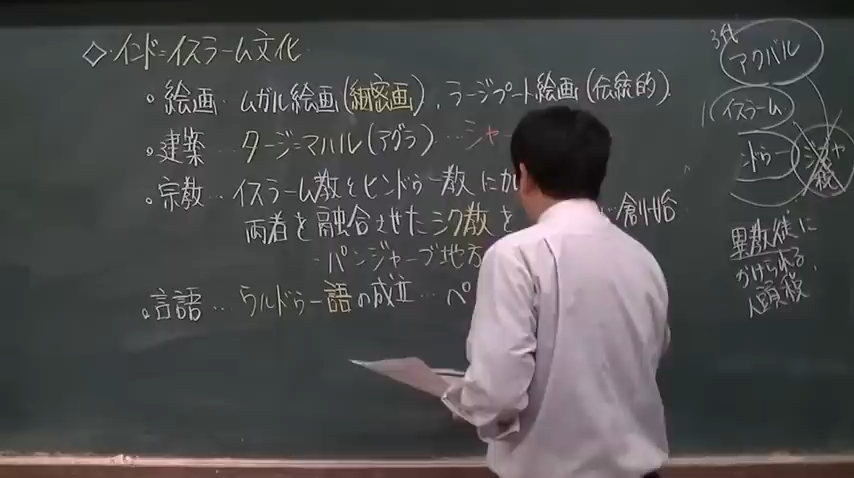 ◇インド=イスラーム文化
・絵画‥ムガル絵画(細密画), ラージプート絵画(伝統的).
・建築‥タージ=マハル(アグラ)…シャー
・宗教…イスラーム教とヒンドゥー教にか
両者を融合させたシク教を…創始
・パンジャーブ地方
・言語‥ウルドゥー語の成立…ペ
3代
アクバル
イスラーム
ンドゥー
ジズヤ
税
異教徒に
かけられる
人頭税.